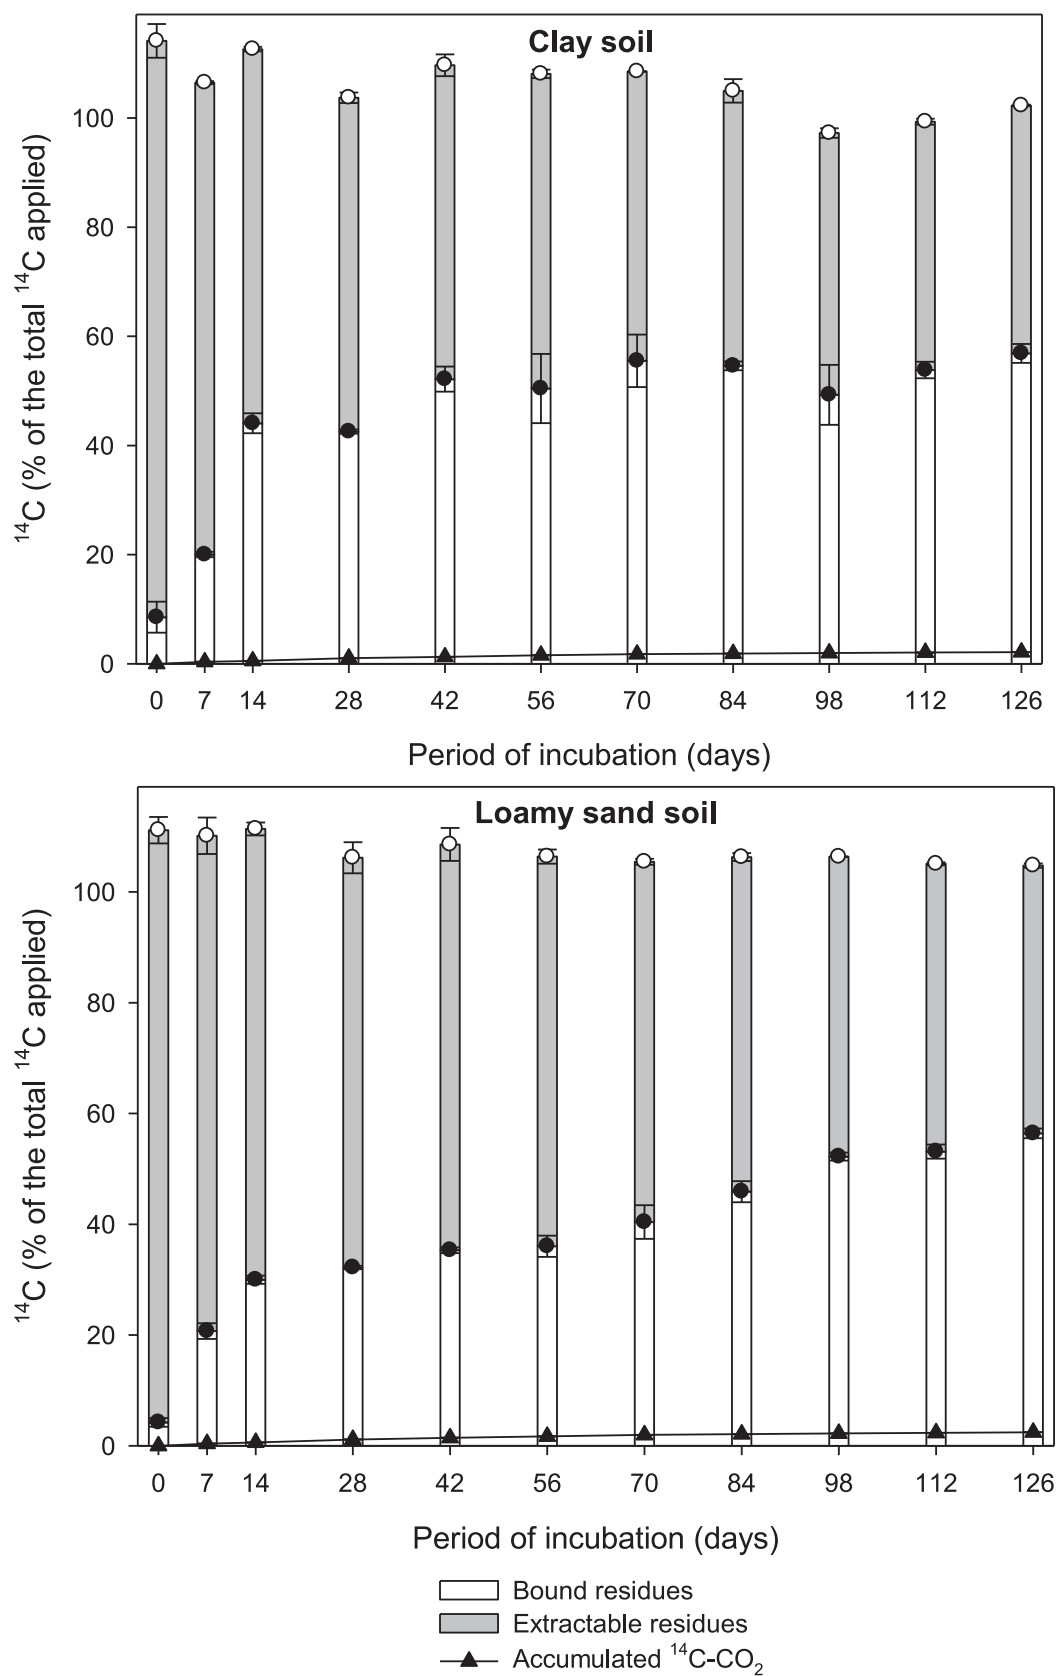 Clay soil
100
80
60
40
20
0
¹⁴C (% of the total ¹⁴C applied)
0 7 14 28 42 56 70 84 98 112 126
Period of incubation (days)
Loamy sand soil
100
80
60
40
20
0
¹⁴C (% of the total ¹⁴C applied)
0 7 14 28 42 56 70 84 98 112 126
Period of incubation (days)
Bound residues
Extractable residues
Accumulated ¹⁴C-CO₂